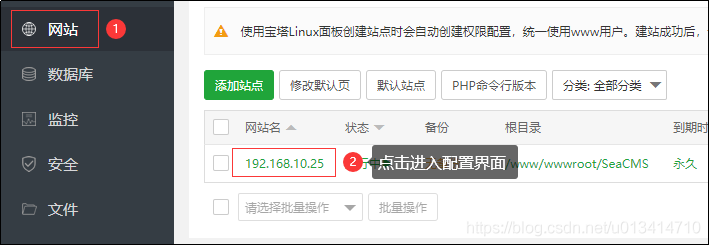 网站
1
数据库
监控
安全
文件
使用宝塔Linux面板创建站点时会自动创建权限配置，统一使用www用户。建站成功后，
添加站点
修改默认页
默认站点
PHP命令行版本
分类: 全部分类
网站名
状态
备份
根目录
到期时
192.168.10.25
2
点击进入配置界面
/www/wwwroot/SeaCMS
永久
请选择批量操作
批量操作
https://blog.csdn.net/u013414710